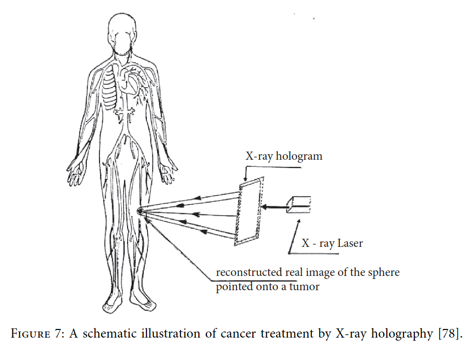 X-ray hologram
X - ray Laser
reconstructed real image of the sphere
pointed onto a tumor
FIGURE 7: A schematic illustration of cancer treatment by X-ray holography [78].